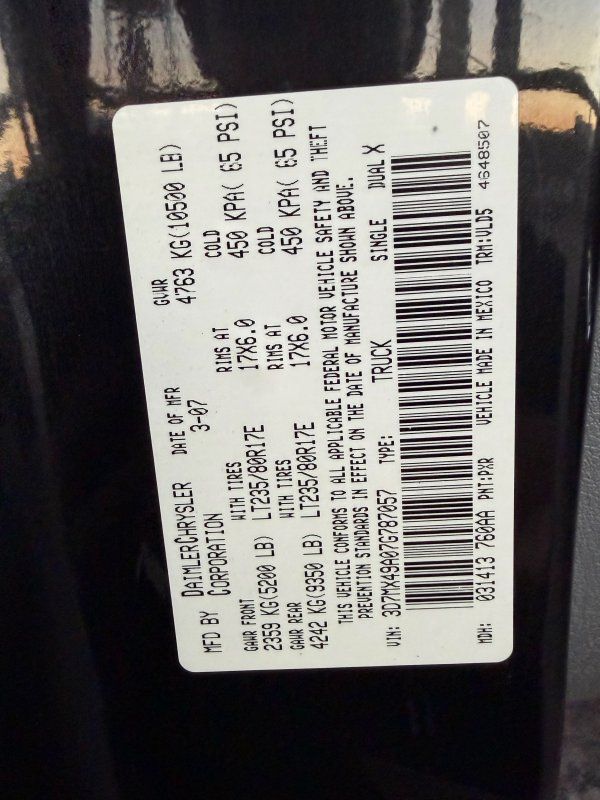 MFD BY DAIMLERCHRYSLER CORPORATION DATE OF MFR 3-07 GVWR 4763 KG(10500 LB)
GAWR FRONT WITH TIRES RIMS AT COLD
2359 KG(5200 LB) LT235/80R17E 17X6.0 450 KPA( 65 PSI)
GAWR REAR WITH TIRES RIMS AT COLD
4242 KG(9350 LB) LT235/80R17E 17X6.0 450 KPA( 65 PSI)
THIS VEHICLE CONFORMS TO ALL APPLICABLE FEDERAL MOTOR VEHICLE SAFETY AND THEFT
PREVENTION STANDARDS IN EFFECT ON THE DATE OF MANUFACTURE SHOWN ABOVE.
VIN: 3D7MX49A07G787057 TYPE: TRUCK SINGLE DUAL X
MDH: 031413 760AA PNT:PXR VEHICLE MADE IN MEXICO TRM:VLD5 4648507